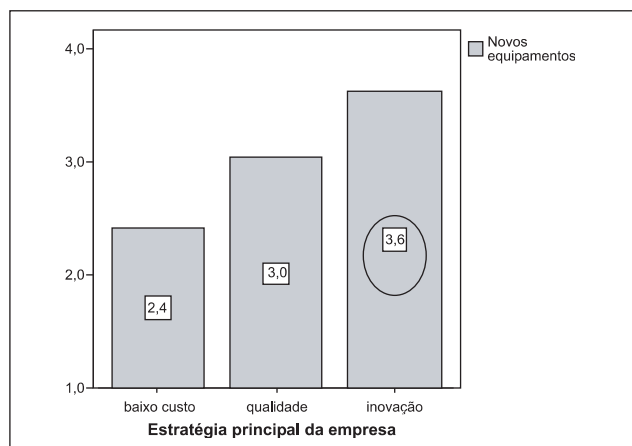 4,0
3,0
2,0
1,0
2,4
3,0
3,6
baixo custo
qualidade
inovação
Estratégia principal da empresa
Novos
equipamentos